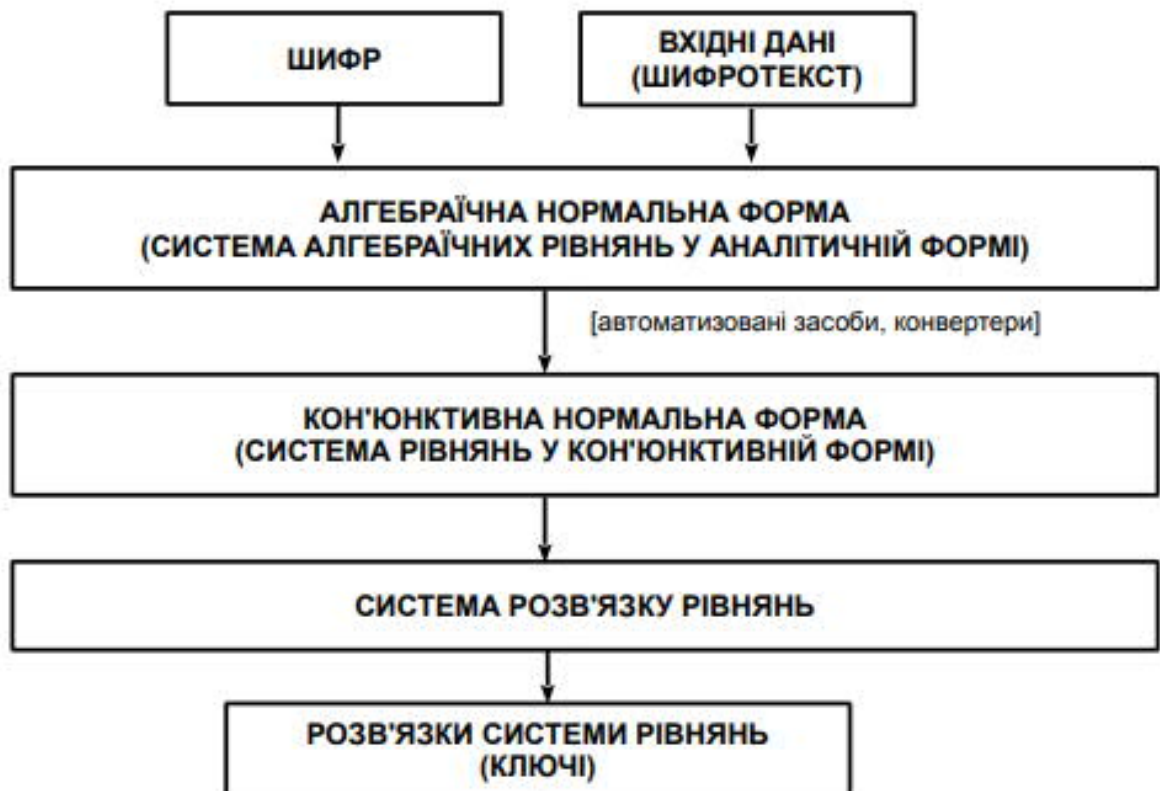 ШИФР
ВХІДНІ ДАНІ
(ШИФРОТЕКСТ)
АЛГЕБРАЇЧНА НОРМАЛЬНА ФОРМА
(СИСТЕМА АЛГЕБРАЇЧНИХ РІВНЯНЬ У АНАЛІТИЧНІЙ ФОРМІ)
[автоматизовані засоби, конвертери]
КОН'ЮНКТИВНА НОРМАЛЬНА ФОРМА
(СИСТЕМА РІВНЯНЬ У КОН'ЮНКТИВНІЙ ФОРМІ)
СИСТЕМА РОЗВ'ЯЗКУ РІВНЯНЬ
РОЗВ'ЯЗКИ СИСТЕМИ РІВНЯНЬ
(КЛЮЧІ)